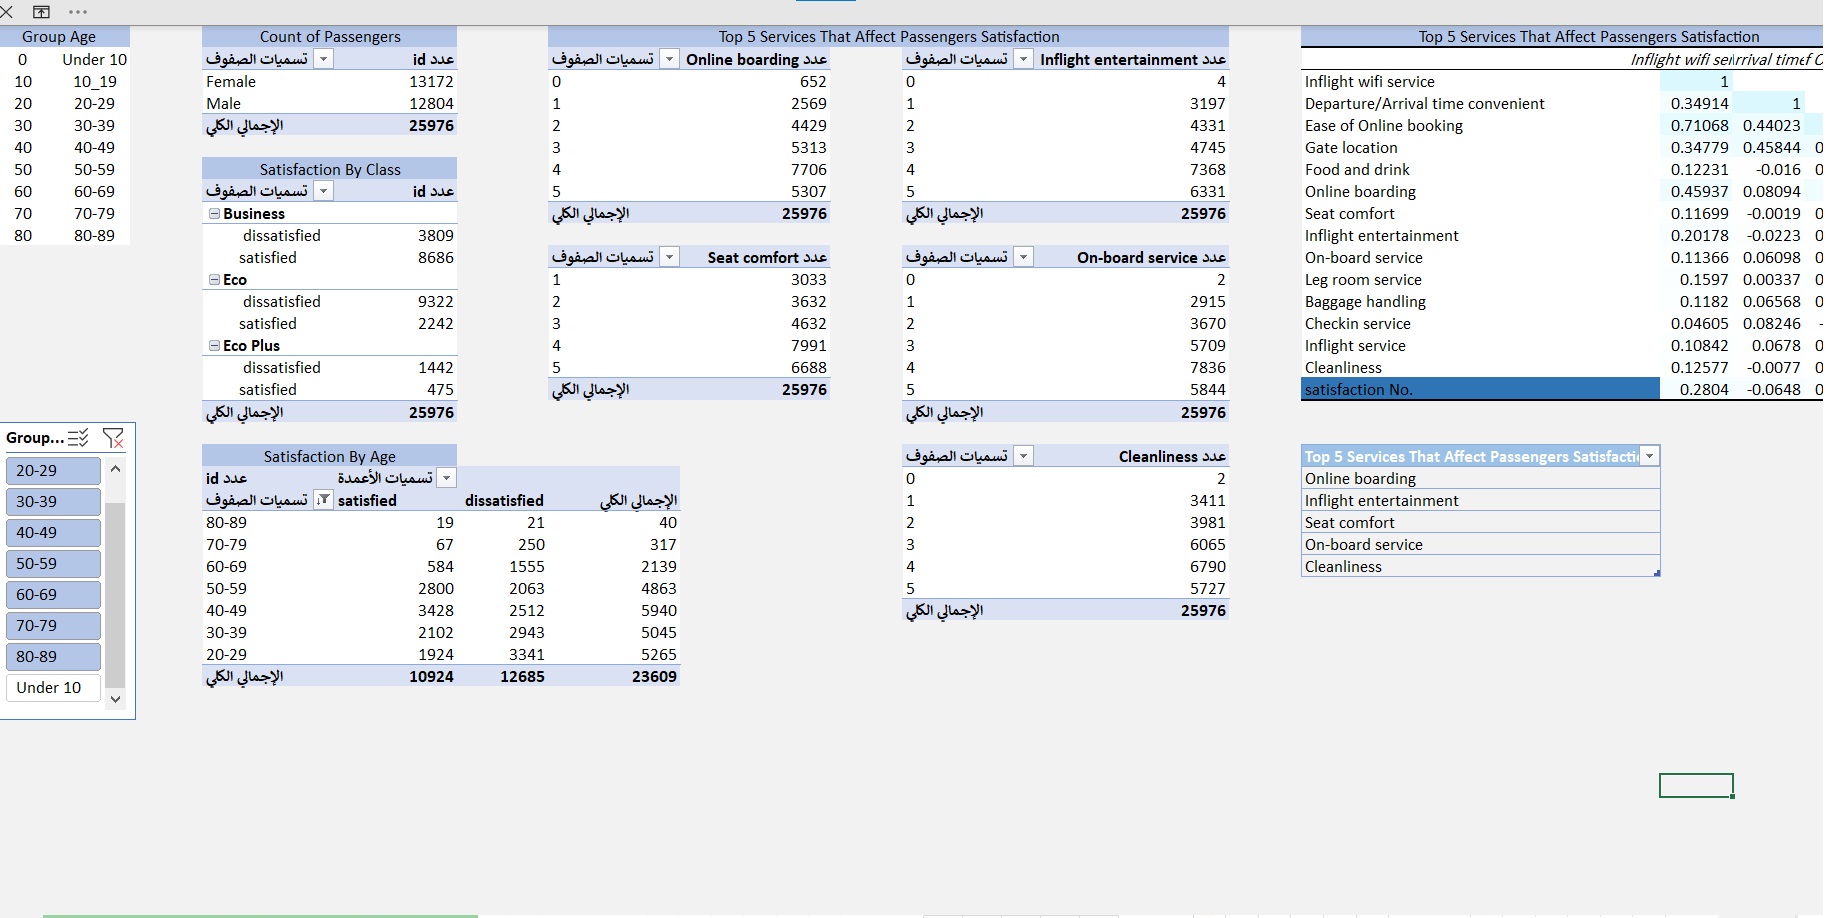 Group Age
0 Under 10
10 10_19
20 20-29
30 30-39
40 40-49
50 50-59
60 60-69
70 70-79
80 80-89
Group...
20-29
30-39
40-49
50-59
60-69
70-79
80-89
Under 10
Count of Passengers
تسميات الصفوف عدد id
Female 13172
Male 12804
الإجمالي الكلي 25976
Satisfaction By Class
تسميات الصفوف عدد id
Business
dissatisfied 3809
satisfied 8686
Eco
dissatisfied 9322
satisfied 2242
Eco Plus
dissatisfied 1442
satisfied 475
الإجمالي الكلي 25976
Satisfaction By Age
عدد id تسميات الأعمدة
تسميات الصفوف satisfied dissatisfied الإجمالي الكلي
80-89 19 21 40
70-79 67 250 317
60-69 584 1555 2139
50-59 2800 2063 4863
40-49 3428 2512 5940
30-39 2102 2943 5045
20-29 1924 3341 5265
الإجمالي الكلي 10924 12685 23609
Top 5 Services That Affect Passengers Satisfaction
تسميات الصفوف عدد Online boarding
0 652
1 2569
2 4429
3 5313
4 7706
5 5307
الإجمالي الكلي 25976
تسميات الصفوف عدد Seat comfort
1 3033
2 3632
3 4632
4 7991
5 6688
الإجمالي الكلي 25976
تسميات الصفوف عدد Inflight entertainment
0 4
1 3197
2 4331
3 4745
4 7368
5 6331
الإجمالي الكلي 25976
تسميات الصفوف عدد On-board service
0 2
1 2915
2 3670
3 5709
4 7836
5 5844
الإجمالي الكلي 25976
تسميات الصفوف عدد Cleanliness
0 2
1 3411
2 3981
3 6065
4 6790
5 5727
الإجمالي الكلي 25976
Top 5 Services That Affect Passengers Satisfaction
Inflight wifi
Inflight wifi service 1
Departure/Arrival time convenient 0.34914 1
Ease of Online booking 0.71068 0.44023
Gate location 0.34779 0.45844 0
Food and drink 0.12231 -0.016 0
Online boarding 0.45937 0.08094
Seat comfort 0.11699 -0.0019 0
Inflight entertainment 0.20178 -0.0223 0
On-board service 0.11366 0.06098 0
Leg room service 0.1597 0.00337 0
Baggage handling 0.1182 0.06568 0
Checkin service 0.04605 0.08246 -
Inflight service 0.10842 0.0678 0
Cleanliness 0.12577 -0.0077 0
satisfaction No. 0.2804 -0.0648 0
Top 5 Services That Affect Passengers Satisfacti
Online boarding
Inflight entertainment
Seat comfort
On-board service
Cleanliness